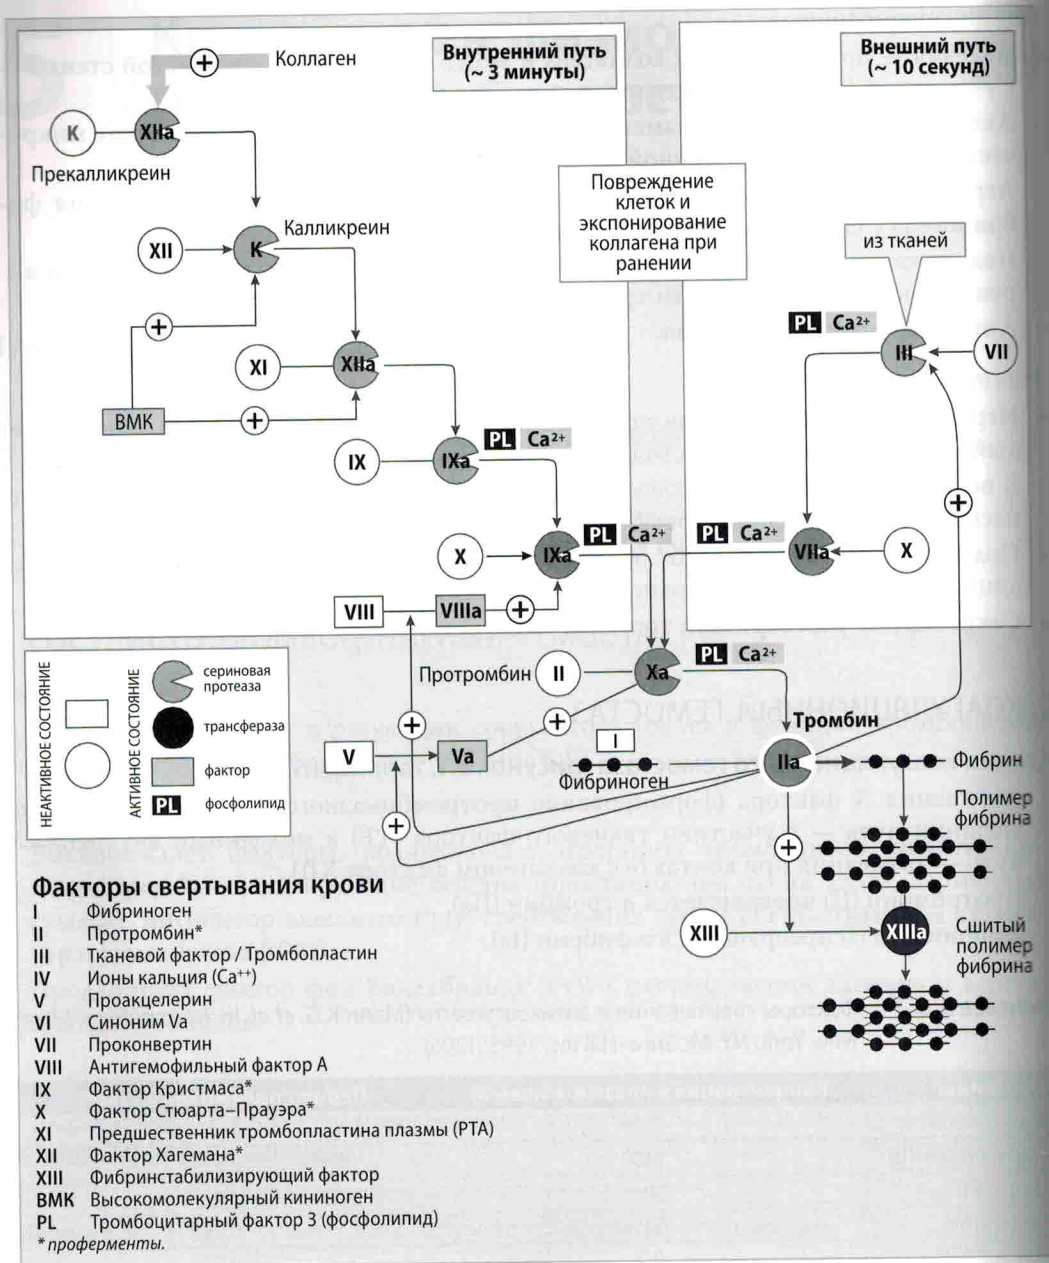 Внутренний путь
(~ 3 минуты)
Внешний путь
(~ 10 секунд)
Коллаген
+
K
XIIa
Прекалликреин
Повреждение
клеток и
экспонирование
коллагена при
ранении
из тканей
XII
K
Калликреин
+
PL Ca2+
III
VII
XI
XIIa
ВМК
+
IX
IXa
PL Ca2+
+
X
IXa
PL Ca2+
PL Ca2+
VIIa
X
VIII
VIIIa
+
Протромбин
II
Xa
PL Ca2+
НЕАКТИВНОЕ СОСТОЯНИЕ
АКТИВНОЕ СОСТОЯНИЕ
сериновая
протеаза
трансфераза
фактор
PL фосфолипид
+
+
V
Va
I
Фибриноген
Тромбин
IIa
Фибрин
Полимер
фибрина
+
+
XIII
XIIIa
Сшитый
полимер
фибрина
КОАГУЛЯЦИОННЫЙ ГЕМОСТАЗ
Факторы свертывания крови
I Фибриноген
II Протромбин*
III Тканевой фактор / Тромбопластин
IV Ионы кальция (Ca++)
V Проакцелерин
VI Синоним Va
VII Проконвертин
VIII Антигемофильный фактор А
IX Фактор Кристмаса*
X Фактор Стюарта–Прауэра*
XI Предшественник тромбопластина плазмы (РТА)
XII Фактор Хагемана*
XIII Фибринстабилизирующий фактор
ВМК Высокомолекулярный кининоген
PL Тромбоцитарный фактор 3 (фосфолипид)
* проферменты.